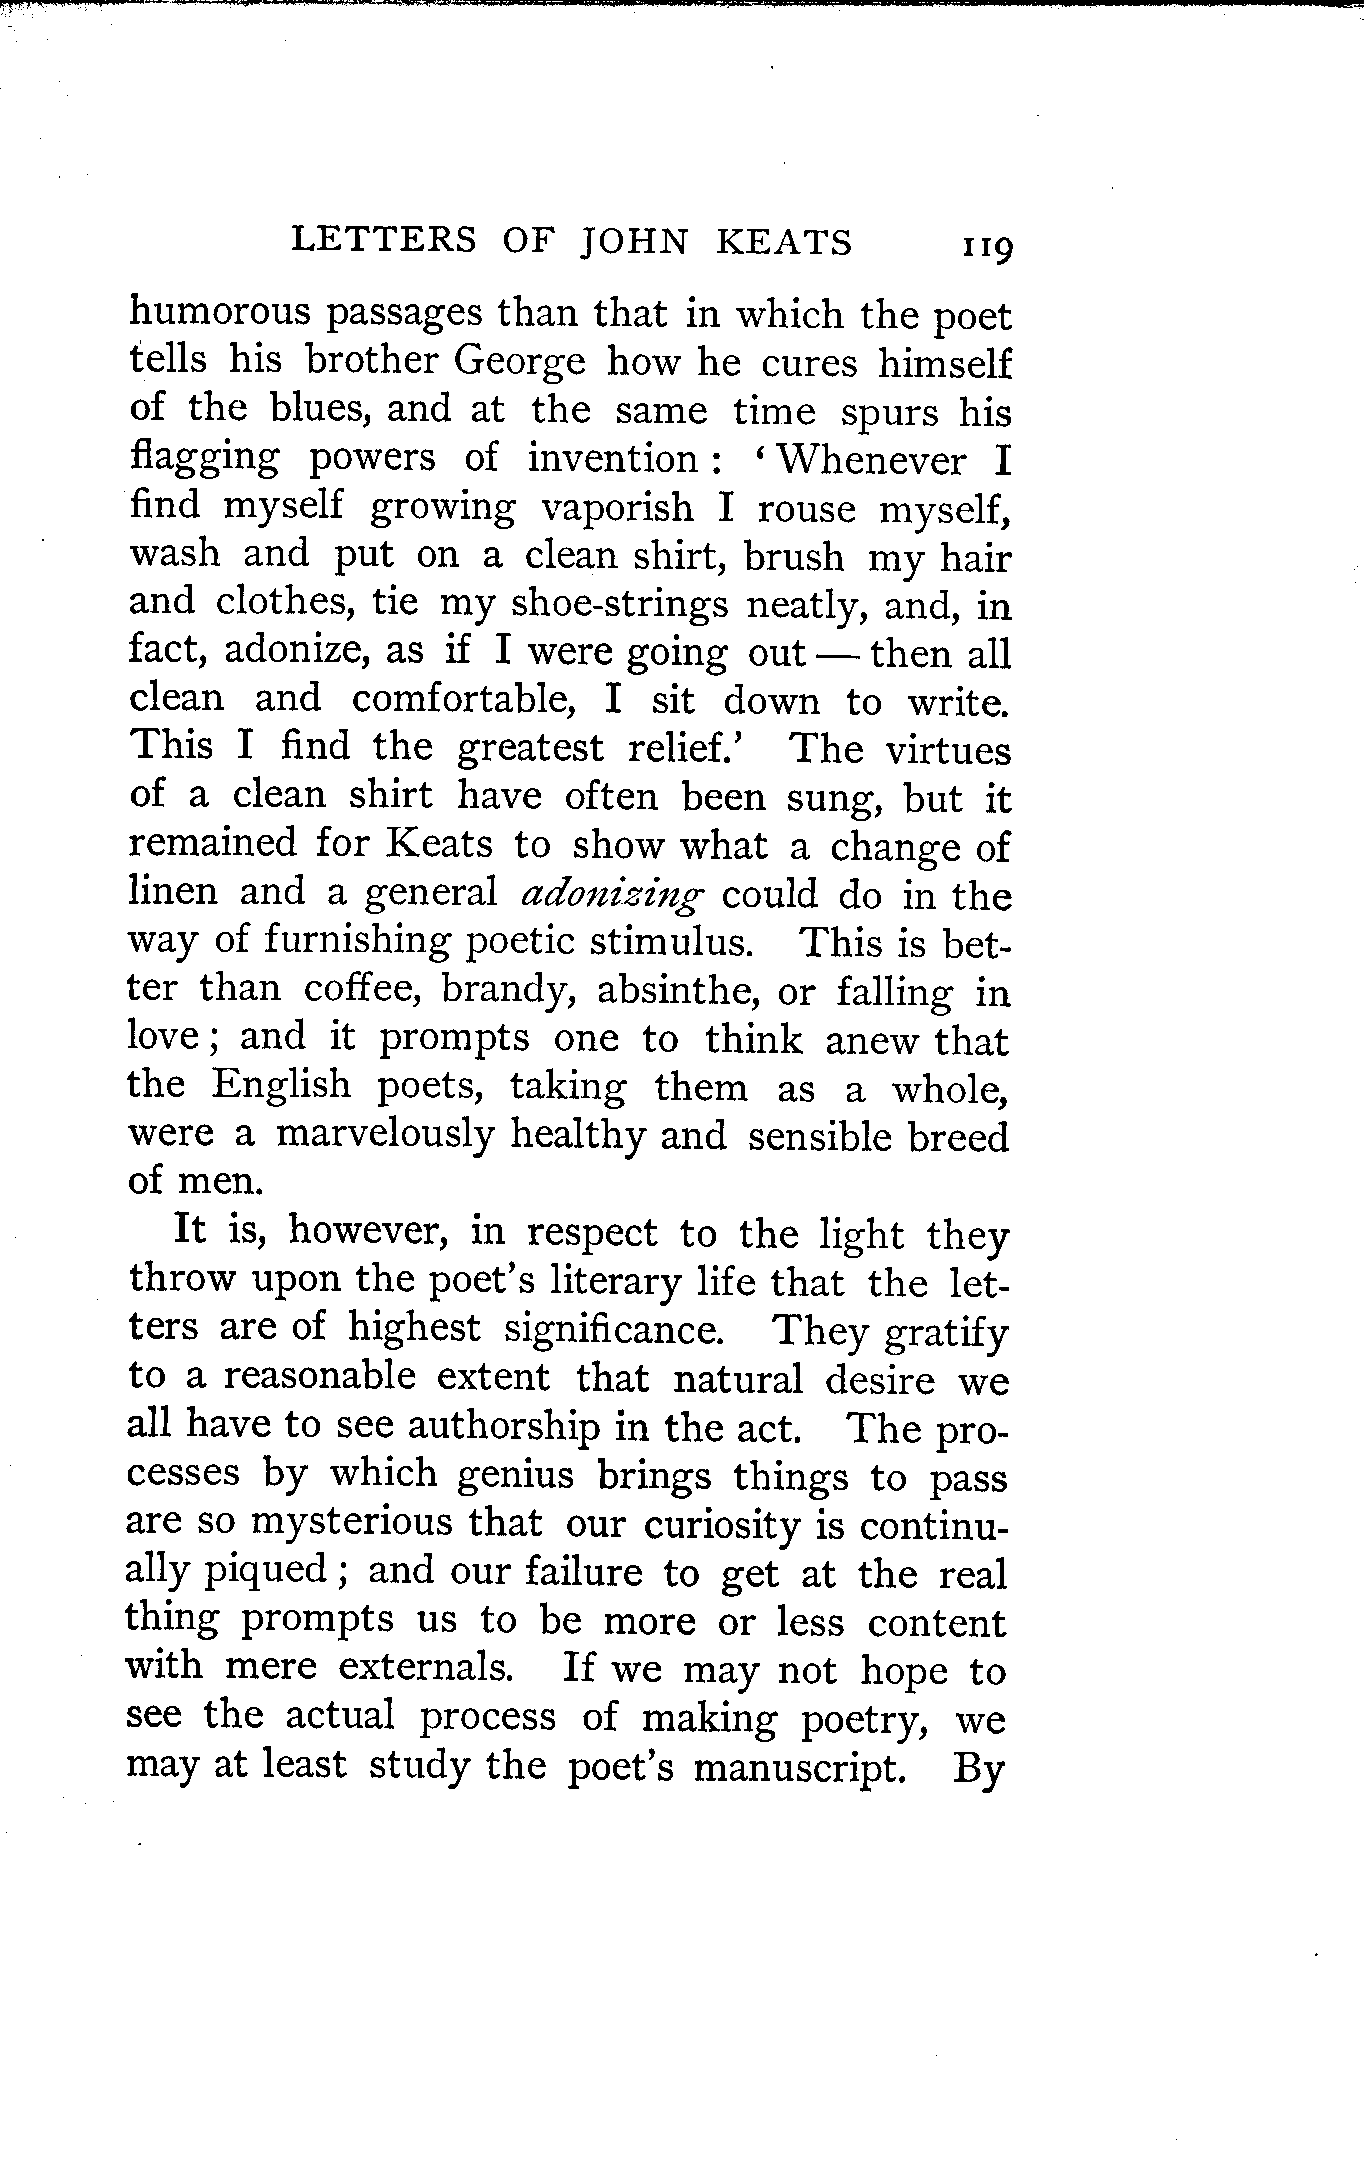 LETTERS OF JOHN KEATS 119
humorous passages than that in which the poet
tells his brother George how he cures himself
of the blues, and at the same time spurs his
flagging powers of invention : ‘ Whenever I
find myself growing vaporish I rouse myself,
wash and put on a clean shirt, brush my hair
and clothes, tie my shoe-strings neatly, and, in
fact, adonize, as if I were going out — then all
clean and comfortable, I sit down to write.
This I find the greatest relief.’ The virtues
of a clean shirt have often been sung, but it
remained for Keats to show what a change of
linen and a general adonizing could do in the
way of furnishing poetic stimulus. This is bet-
ter than coffee, brandy, absinthe, or falling in
love ; and it prompts one to think anew that
the English poets, taking them as a whole,
were a marvelously healthy and sensible breed
of men.
It is, however, in respect to the light they
throw upon the poet’s literary life that the let-
ters are of highest significance. They gratify
to a reasonable extent that natural desire we
all have to see authorship in the act. The pro-
cesses by which genius brings things to pass
are so mysterious that our curiosity is continu-
ally piqued ; and our failure to get at the real
thing prompts us to be more or less content
with mere externals. If we may not hope to
see the actual process of making poetry, we
may at least study the poet’s manuscript. By